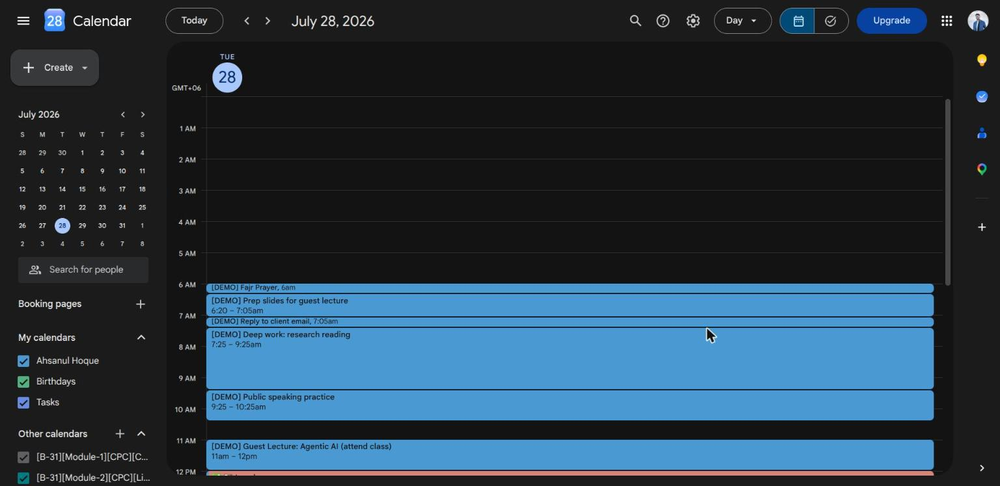 28
Calendar
Today
July 28, 2026
Day
Upgrade
Create
July 2026
S M T W T F S
28 29 30 1 2 3 4
5 6 7 8 9 10 11
12 13 14 15 16 17 18
19 20 21 22 23 24 25
26 27 28 29 30 31 1
2 3 4 5 6 7 8
Search for people
Booking pages
My calendars
Ahsanul Hoque
Birthdays
Tasks
Other calendars
[B-31][Module-1][CPC][C...
[B-31][Module-2][CPC][Li...
TUE
28
GMT+06
1 AM
2 AM
3 AM
4 AM
5 AM
6 AM
[DEMO] Fajr Prayer, 6am
[DEMO] Prep slides for guest lecture
6:20 – 7:05am
7 AM
[DEMO] Reply to client email, 7:05am
[DEMO] Deep work: research reading
7:25 – 9:25am
8 AM
9 AM
[DEMO] Public speaking practice
9:25 – 10:25am
10 AM
11 AM
[DEMO] Guest Lecture: Agentic AI (attend class)
11am – 12pm
12 PM